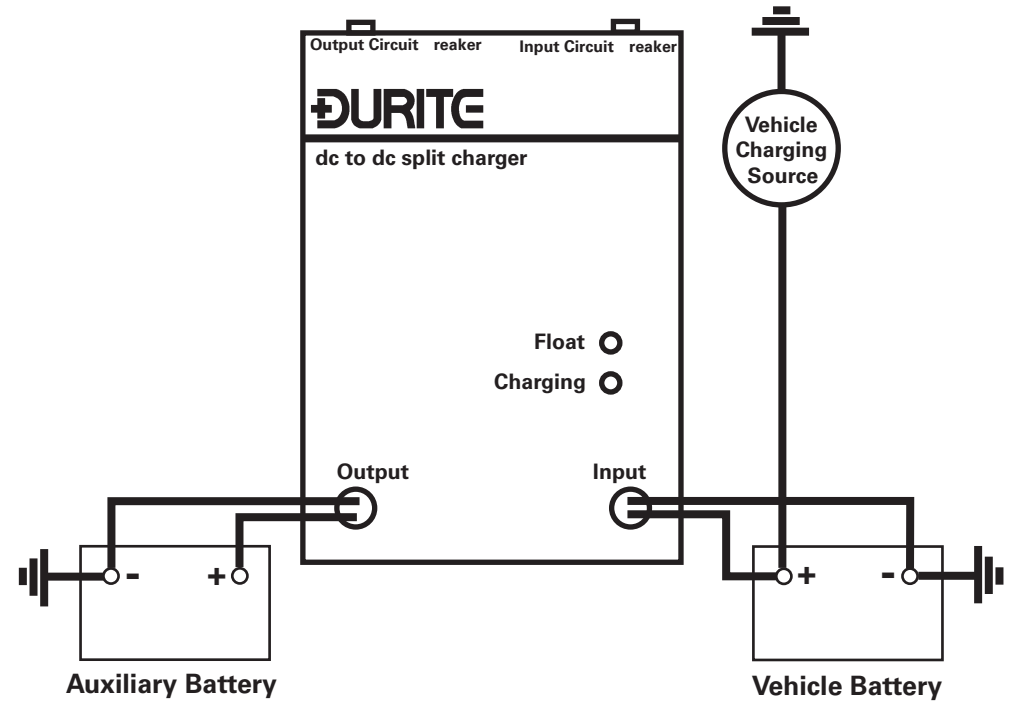 Output Circuit reaker
Input Circuit reaker
DURITE
dc to dc split charger
Vehicle
Charging
Source
Float
Charging
Output
Input
- +
+ -
Auxiliary Battery
Vehicle Battery